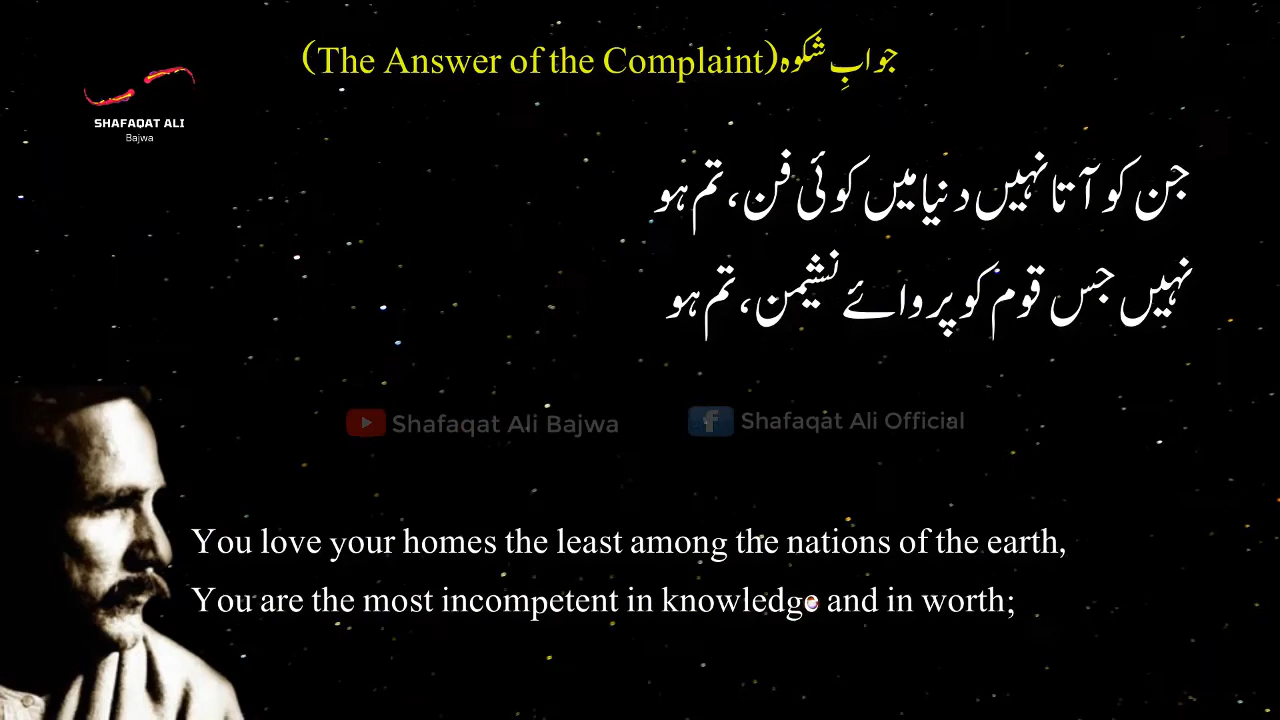 (The Answer of the Complaint)جوابِ شکوہ
SHAFAQAT ALI
Bajwa
جن کو آتا نہیں دنیا میں کوئی فن، تم ہو
نہیں جس قوم کو پروائے نشیمن، تم ہو
Shafaqat Ali Bajwa
Shafaqat Ali Official
You love your homes the least among the nations of the earth,
You are the most incompetent in knowledge and in worth;